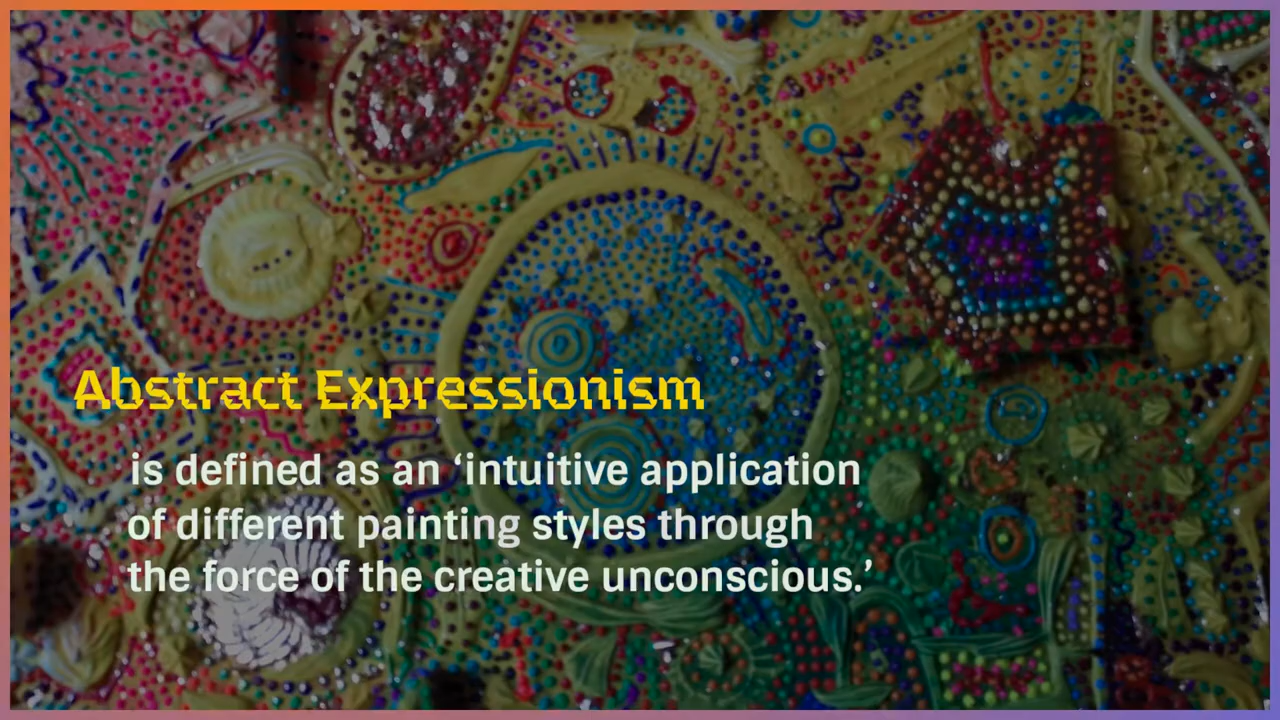 Abstract Expressionism
is defined as an ‘intuitive application
of different painting styles through
the force of the creative unconscious.’